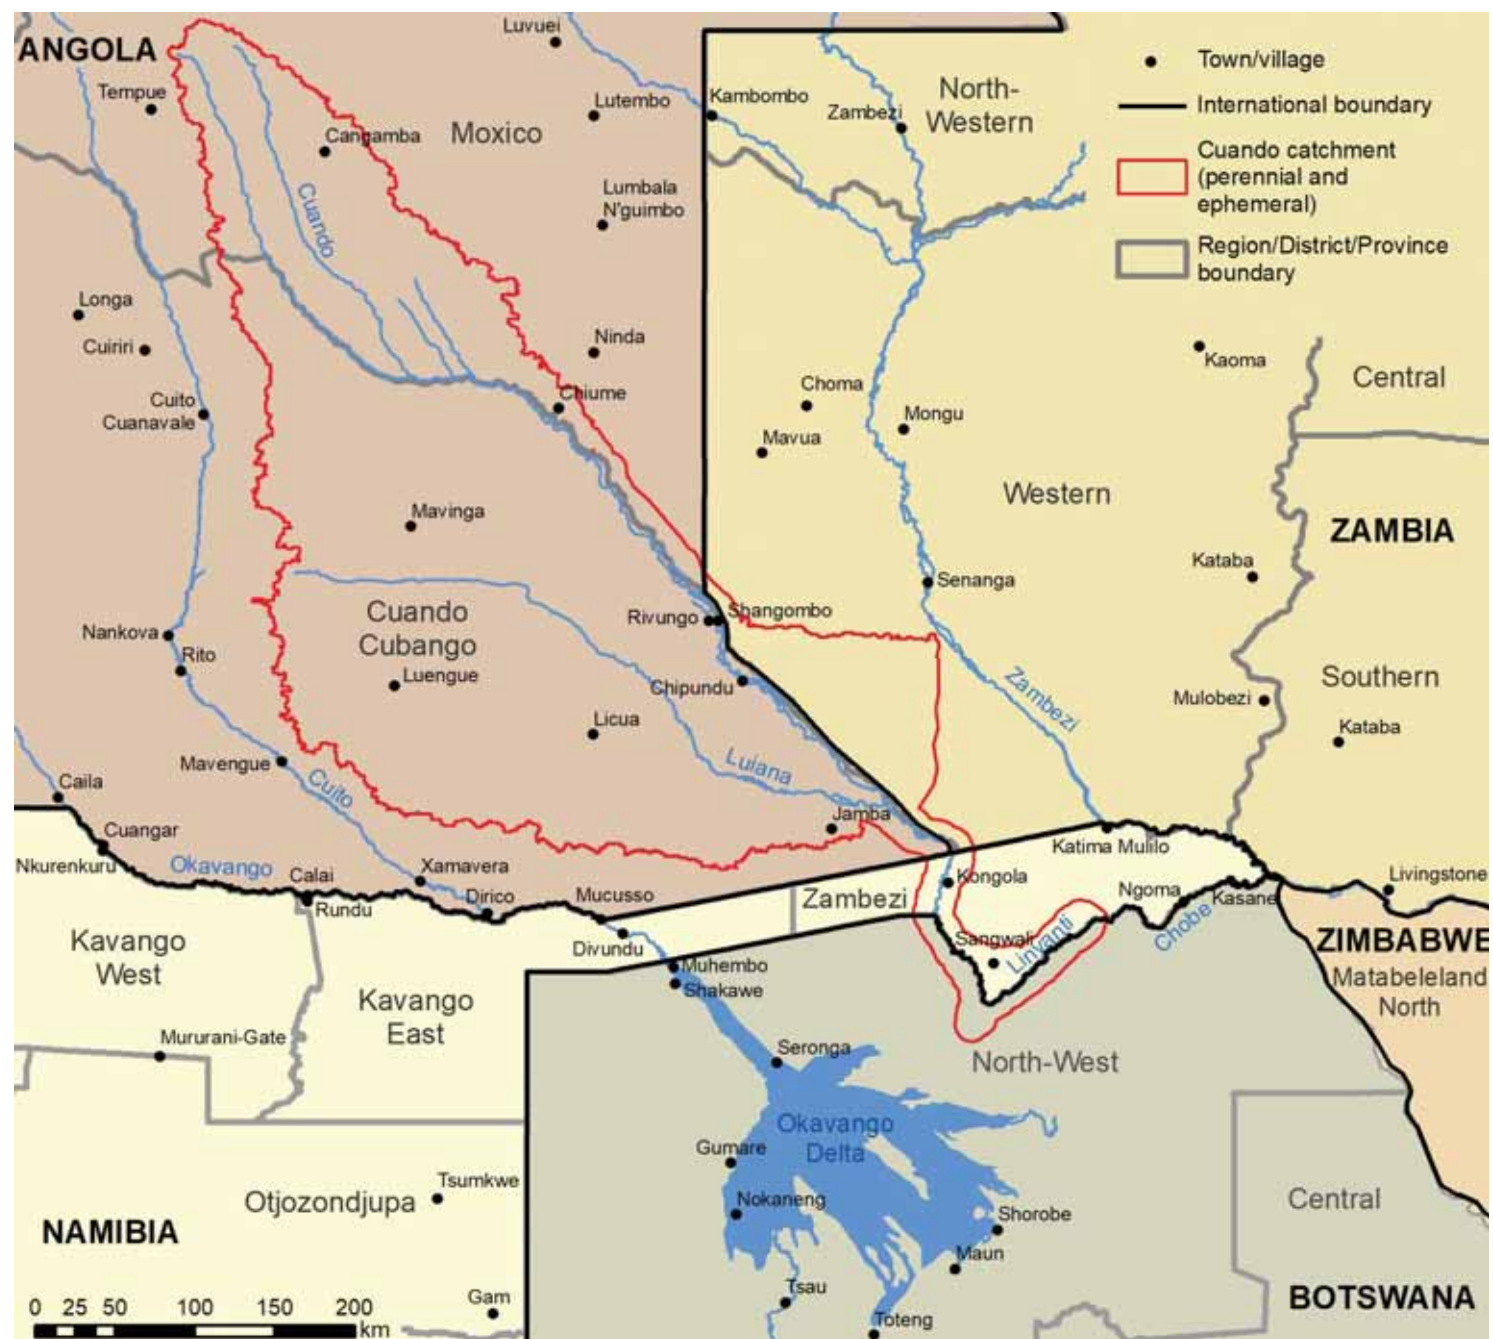 Luvuei
ANGOLA
Tempue
Lutembo
Kambombo
Zambezi
North-
Western
Town/village
International boundary
Cuando catchment
(perennial and
ephemeral)
Region/District/Province
boundary
Cangamba
Moxico
Lumbala
N'guimbo
Cuando
Longa
Cuiriri
Ninda
Chiume
Cuito
Cuanavale
Choma
Mavua
Mongu
Kaoma
Central
Western
Mavinga
ZAMBIA
Kataba
Senanga
Cuando
Cubango
Rivungo
Shangombo
Nankova
Rito
Luengue
Chipundu
Zambezi
Mulobezi
Southern
Kataba
Licua
Luiana
Mavengue
Cuito
Caila
Jamba
Cuangar
Nkurenkuru
Okavango
Calai
Rundu
Xamavera
Dirico
Mucusso
Zambezi
Kongola
Katima Mulilo
Ngoma
Kasane
Livingstone
Divundu
Sangwali
Linyanti
Chobe
ZIMBABWE
Matabeleland
North
Kavango
West
Kavango
East
Muhembo
Shakawe
Mururani-Gate
Seronga
North-West
Okavango
Delta
Gumare
Tsumkwe
Otjozondjupa
Nokaneng
Shorobe
Central
NAMIBIA
Maun
Tsau
BOTSWANA
Gam
Toteng
0 25 50 100 150 200
km